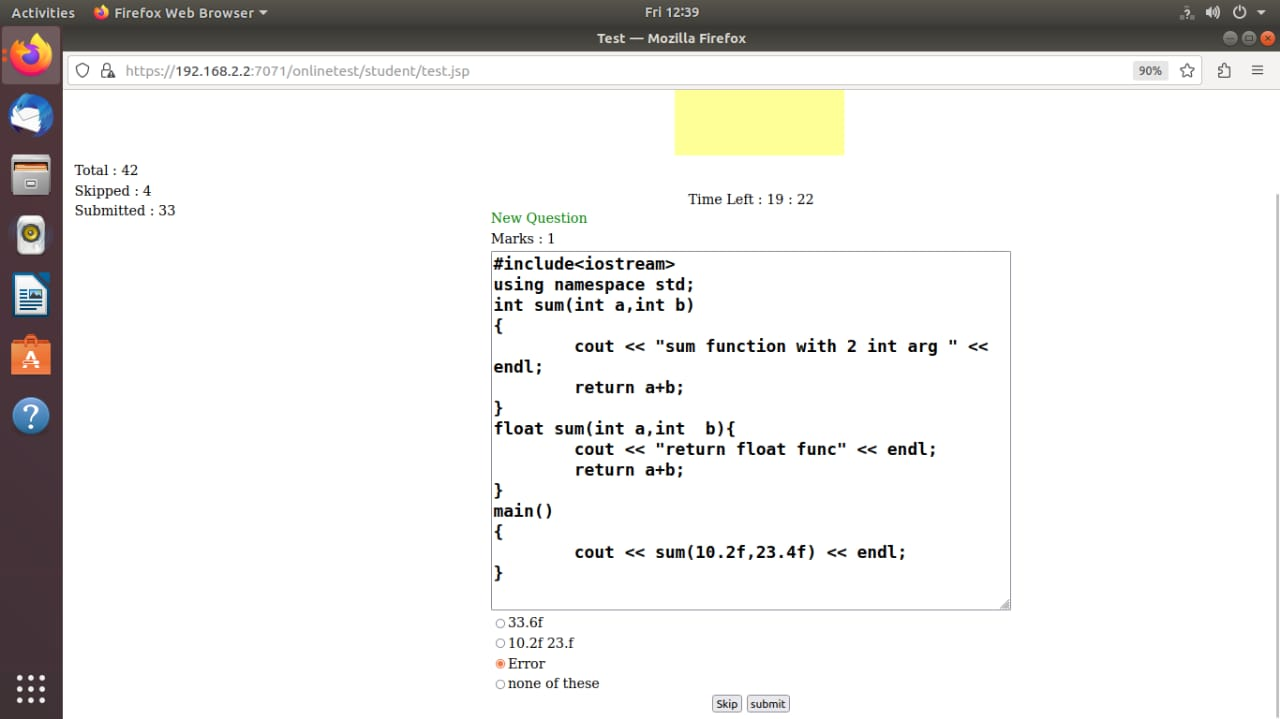 Activities Firefox Web Browser Fri 12:39
Test — Mozilla Firefox
https://192.168.2.2:7071/onlinetest/student/test.jsp 90%
Total : 42
Skipped : 4
Submitted : 33
Time Left : 19 : 22
New Question
Marks : 1
#include<iostream>
using namespace std;
int sum(int a,int b)
{
        cout << "sum function with 2 int arg " <<
endl;
        return a+b;
}
float sum(int a,int  b){
        cout << "return float func" << endl;
        return a+b;
}
main()
{
        cout << sum(10.2f,23.4f) << endl;
}
33.6f
10.2f 23.f
Error
none of these
Skip submit